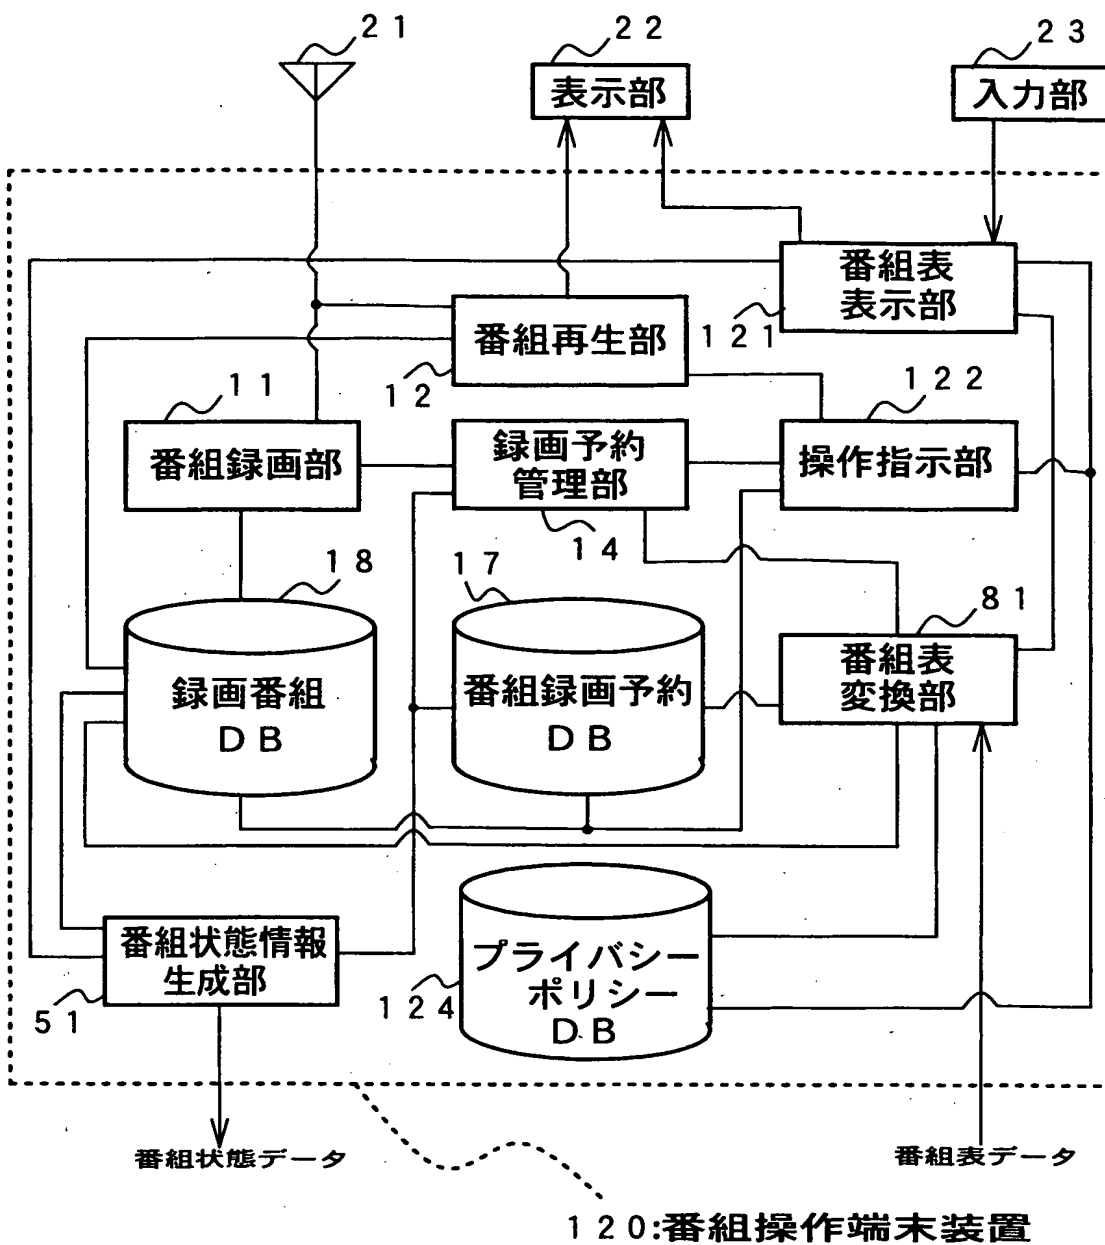 21
22
23
表示部
入力部
番組表
表示部
121
番組再生部
12
11
122
番組録画部
録画予約
管理部
操作指示部
14
18
17
81
録画番組
DB
番組録画予約
DB
番組表
変換部
番組状態情報
生成部
51
プライバシー
ポリシー
DB
124
番組状態データ
番組表データ
120:番組操作端末装置